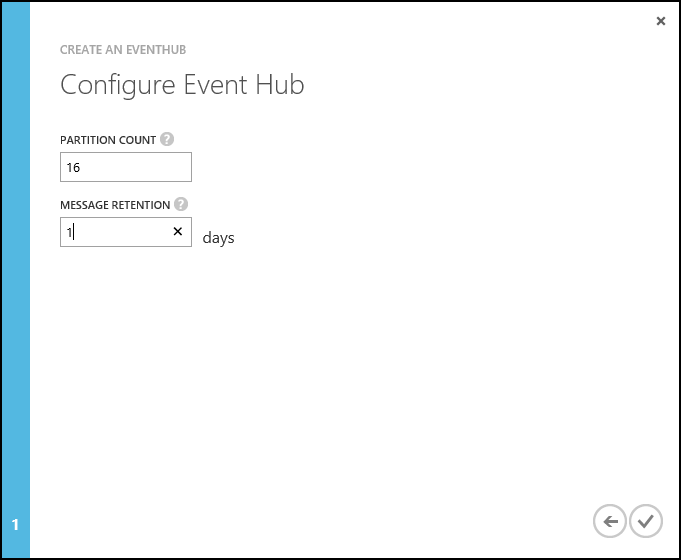 CREATE AN EVENTHUB
Configure Event Hub
PARTITION COUNT ?
16
MESSAGE RETENTION ?
1
days
1